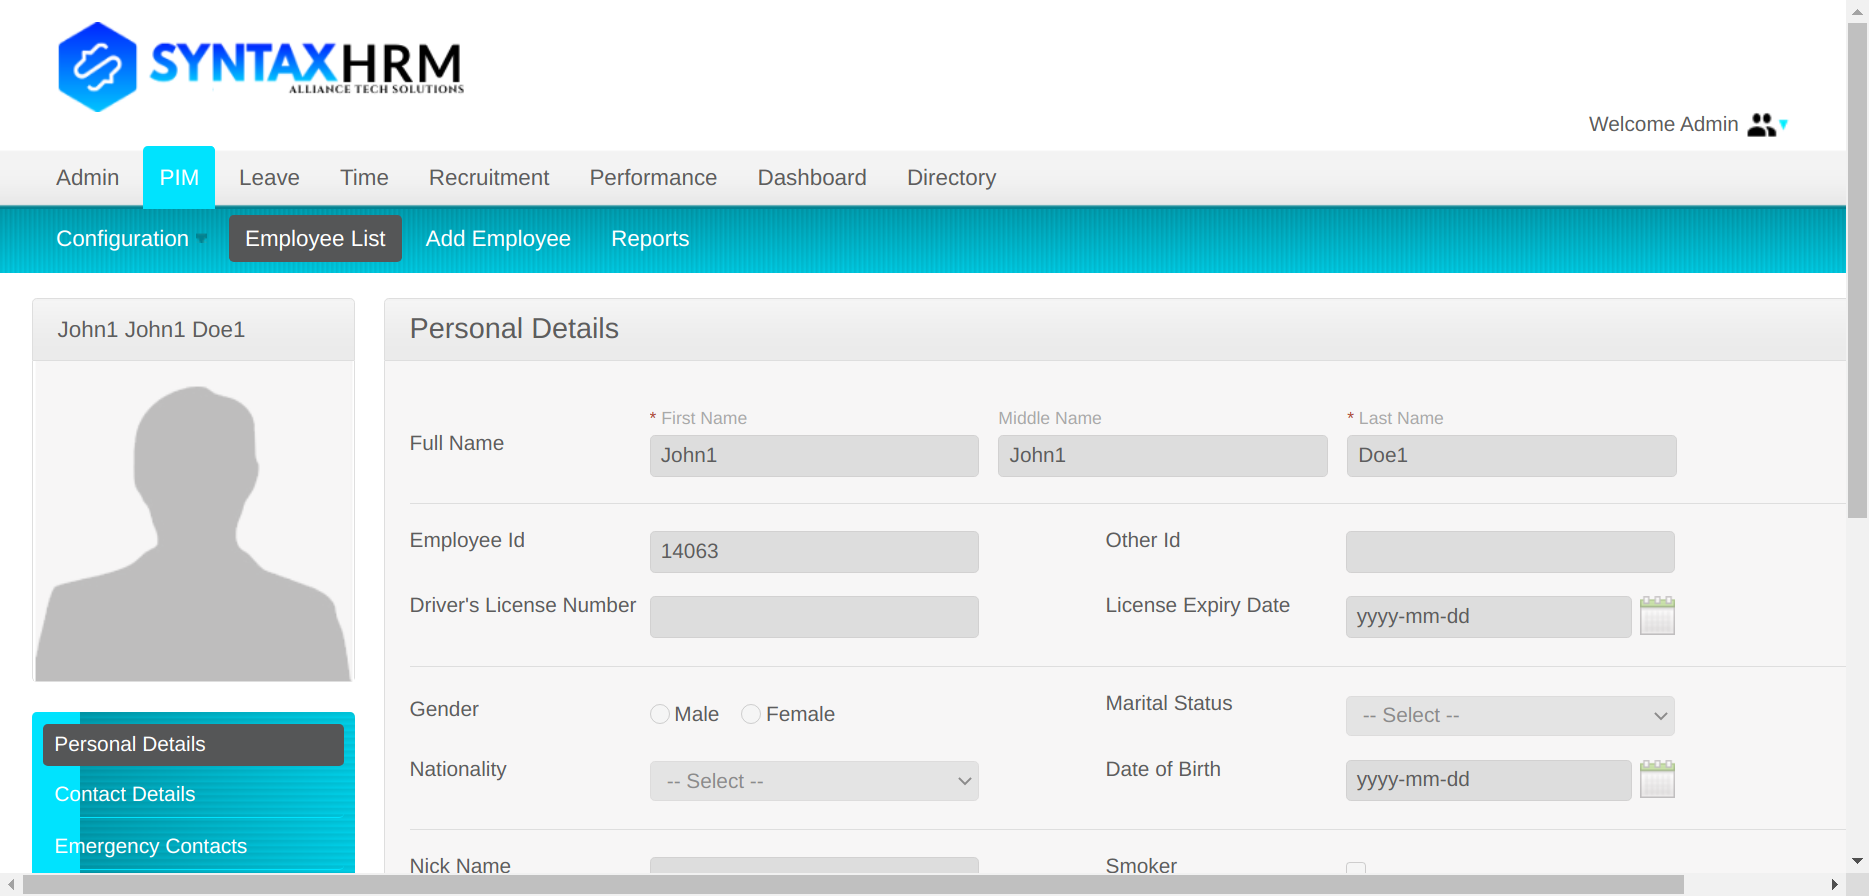 SYNTAXHRM
ALLIANCE TECH SOLUTIONS
Welcome Admin
Admin PIM Leave Time Recruitment Performance Dashboard Directory
Configuration Employee List Add Employee Reports
John1 John1 Doe1
Personal Details
* First Name Middle Name * Last Name
Full Name John1 John1 Doe1
Employee Id 14063 Other Id
Driver's License Number License Expiry Date yyyy-mm-dd
Gender Male Female Marital Status -- Select --
Nationality -- Select -- Date of Birth yyyy-mm-dd
Nick Name Smoker
Personal Details
Contact Details
Emergency Contacts